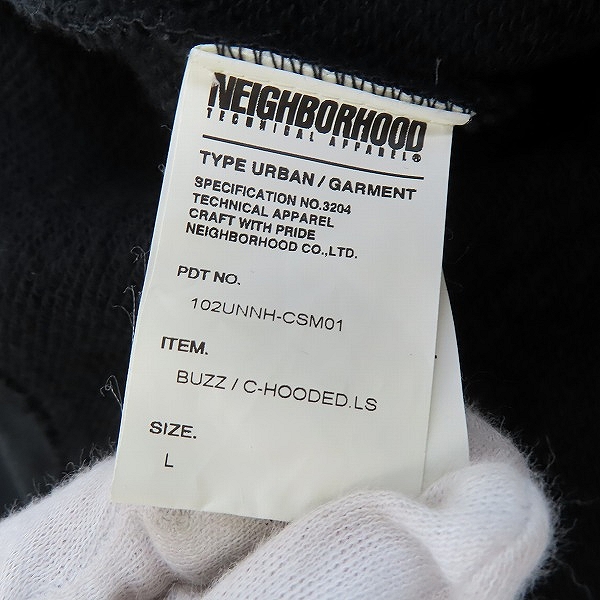 NEIGHBORHOOD
TECHNICAL APPAREL®
TYPE URBAN / GARMENT
SPECIFICATION NO.3204
TECHNICAL APPAREL
CRAFT WITH PRIDE
NEIGHBORHOOD CO.,LTD.
PDT NO.
102UNNH-CSM01
ITEM.
BUZZ / C-HOODED.LS
SIZE.
L